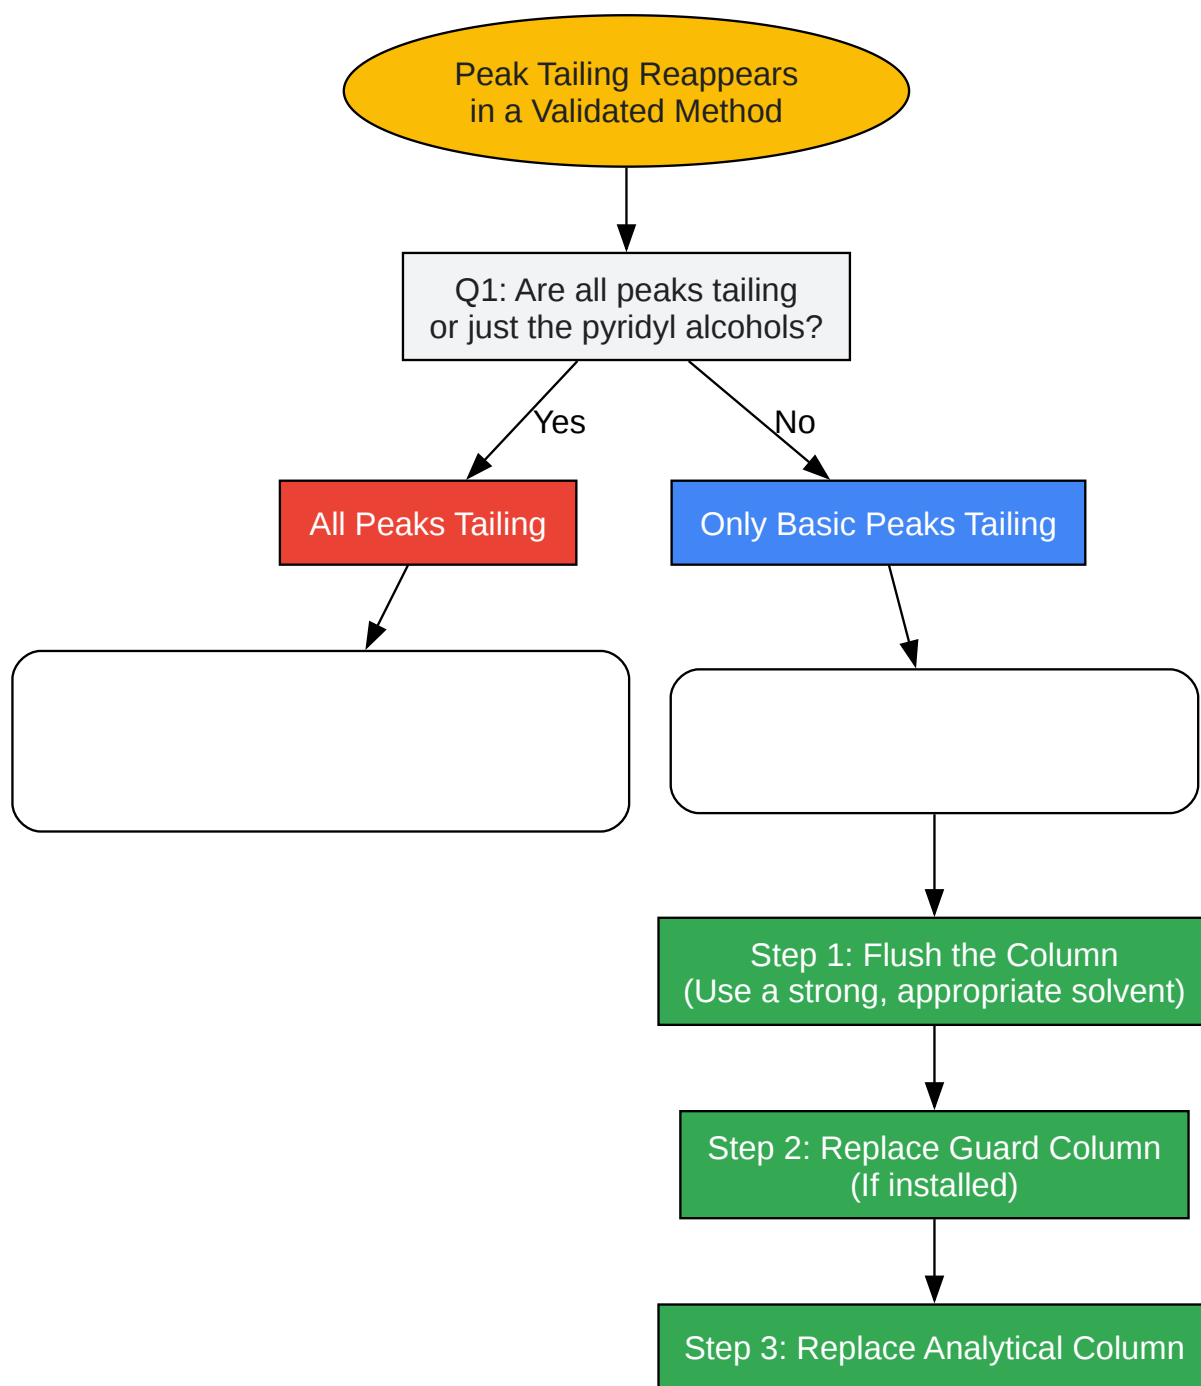 Peak Tailing Reappears
in a Validated Method
Q1: Are all peaks tailing
or just the pyridyl alcohols?
Yes
No
All Peaks Tailing
Only Basic Peaks Tailing
Step 1: Flush the Column
(Use a strong, appropriate solvent)
Step 2: Replace Guard Column
(If installed)
Step 3: Replace Analytical Column